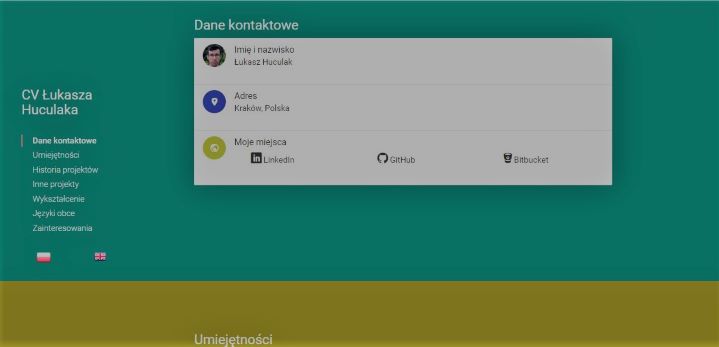 Dane kontaktowe
Imię i nazwisko
Łukasz Huculak
Adres
Kraków, Polska
Moje miejsca
LinkedIn
GitHub
Bitbucket
CV Łukasza
Huculaka
Dane kontaktowe
Umiejętności
Historia projektów
Inne projekty
Wykształcenie
Języki obce
Zainteresowania
Umiejętności